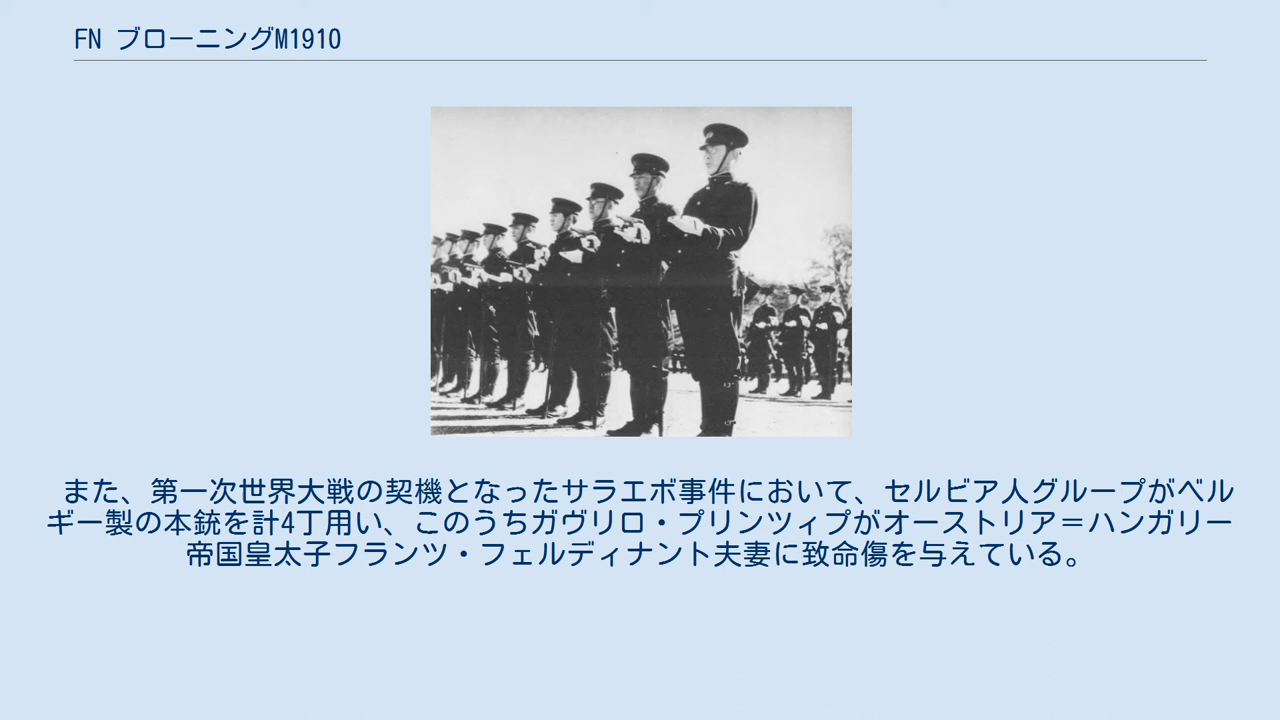 FN ブローニングM1910
また、第一次世界大戦の契機となったサラエボ事件において、セルビア人グループがベル
ギー製の本銃を計4丁用い、このうちガヴリロ・プリンツィプがオーストリア＝ハンガリー
帝国皇太子フランツ・フェルディナント夫妻に致命傷を与えている。